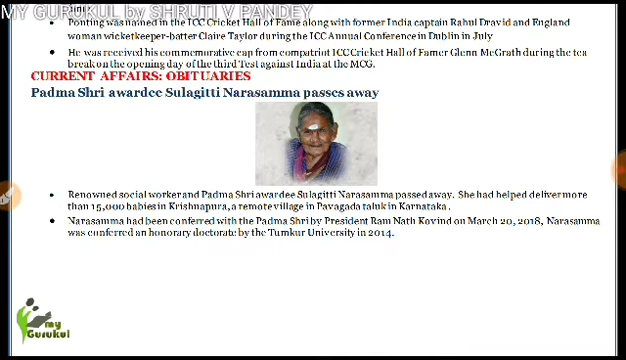 MY GURUKUL by SHRUTI V PANDEY
Ponting was named in the ICC Cricket Hall of Fame along with former India captain Rahul Dravid and England
woman wicketkeeper-batter Claire Taylor during the ICC Annual Conference in Dublin in July
He was received his commemorative cap from compatriot ICC Cricket Hall of Famer Glenn McGrath during the tea
break on the opening day of the third Test against India at the MCG.
CURRENT AFFAIRS: OBITUARIES
Padma Shri awardee Sulagitti Narasamma passes away
Renowned social worker and Padma Shri awardee Sulagitti Narasamma passed away. She had helped deliver more
than 15,000 babies in Krishnapura, a remote village in Pavagada taluk in Karnataka.
Narasamma had been conferred with the Padma Shri by President Ram Nath Kovind on March 20, 2018, Narasamma
was conferred an honorary doctorate by the Tumkur University in 2014.
my
Gurukul